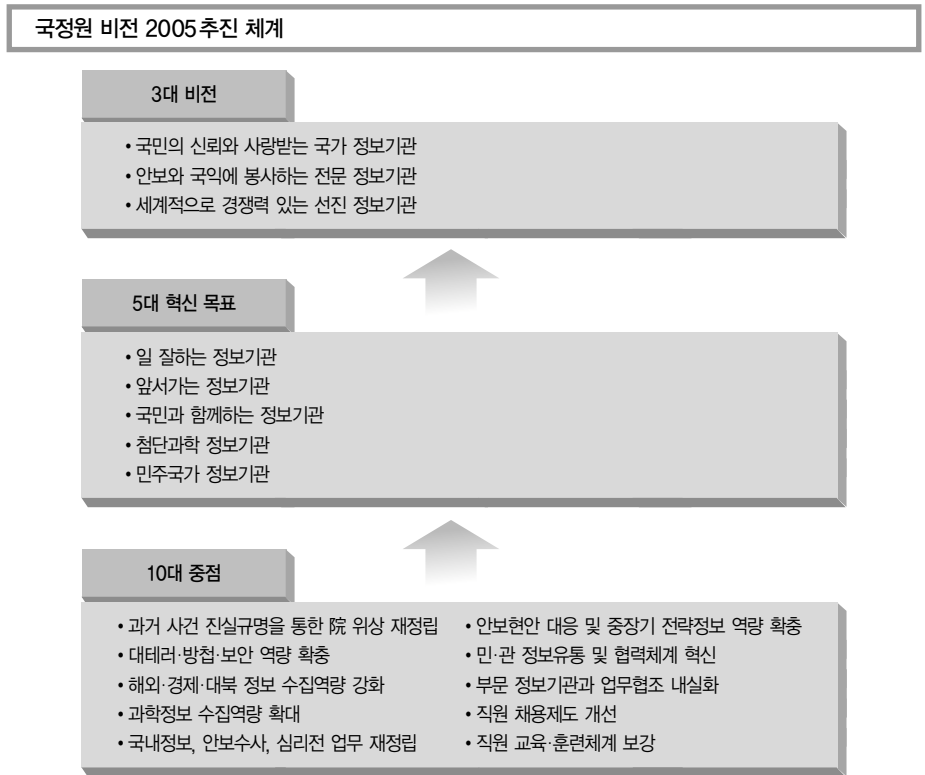 국정원 비전 2005 추진 체계
3대 비전
• 국민의 신뢰와 사랑받는 국가 정보기관
• 안보와 국익에 봉사하는 전문 정보기관
• 세계적으로 경쟁력 있는 선진 정보기관
5대 혁신 목표
• 일 잘하는 정보기관
• 앞서가는 정보기관
• 국민과 함께하는 정보기관
• 첨단과학 정보기관
• 민주국가 정보기관
10대 중점
• 과거 사건 진실규명을 통한 院 위상 재정립
• 대테러·방첩·보안 역량 확충
• 해외·경제·대북 정보 수집역량 강화
• 과학정보 수집역량 확대
• 국내정보, 안보수사, 심리전 업무 재정립
• 안보현안 대응 및 중장기 전략정보 역량 확충
• 민·관 정보유통 및 협력체계 혁신
• 부문 정보기관과 업무협조 내실화
• 직원 채용제도 개선
• 직원 교육·훈련체계 보강